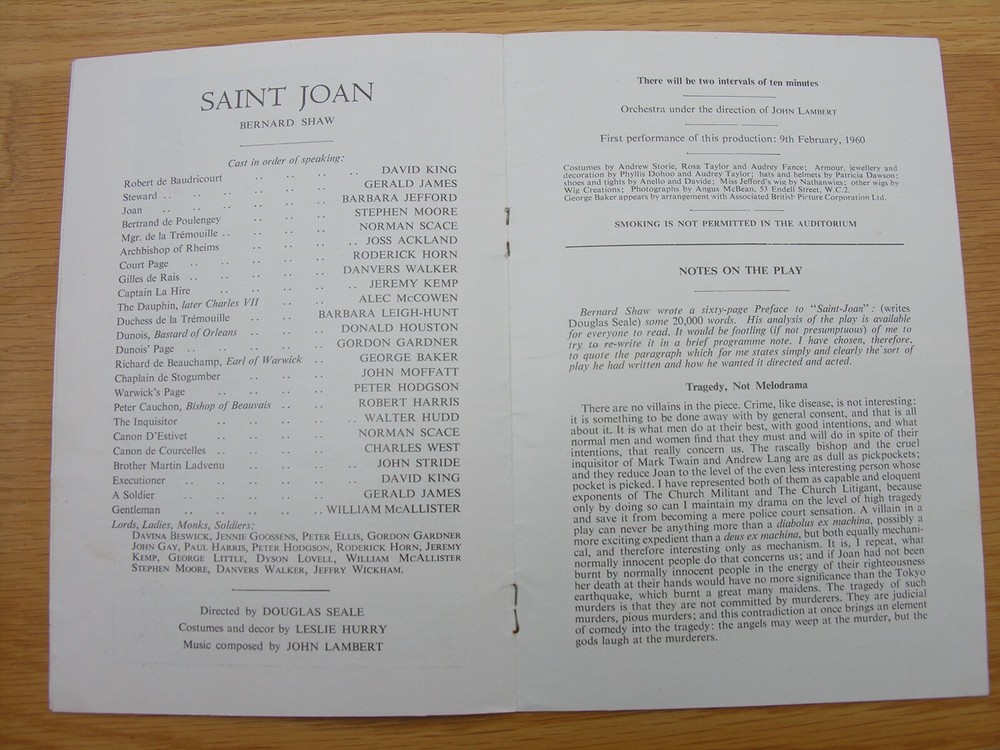 SAINT JOAN
BERNARD SHAW
Cast in order of speaking:
Robert de Baudricourt .. .. .. .. DAVID KING
Steward .. .. .. .. .. GERALD JAMES
Joan .. .. .. .. BARBARA JEFFORD
Bertrand de Poulengey .. .. .. STEPHEN MOORE
Mgr. de la Trémouille .. .. .. .. NORMAN SCACE
Archbishop of Rheims .. .. .. .. JOSS ACKLAND
Court Page .. .. .. .. RODERICK HORN
Gilles de Rais .. .. .. .. DANVERS WALKER
Captain La Hire .. .. .. .. JEREMY KEMP
The Dauphin, later Charles VII .. .. ALEC McCOWEN
Duchess de la Trémouille .. .. BARBARA LEIGH-HUNT
Dunois, Bastard of Orleans .. .. .. DONALD HOUSTON
Dunois' Page .. .. .. .. GORDON GARDNER
Richard de Beauchamp, Earl of Warwick .. GEORGE BAKER
Chaplain de Stogumber .. .. .. JOHN MOFFATT
Warwick's Page .. .. .. .. PETER HODGSON
Peter Cauchon, Bishop of Beauvais .. .. ROBERT HARRIS
The Inquisitor .. .. .. .. WALTER HUDD
Canon D'Estivet .. .. .. .. NORMAN SCACE
Canon de Courcelles .. .. .. .. CHARLES WEST
Brother Martin Ladvenu .. .. .. .. JOHN STRIDE
Executioner .. .. .. .. .. DAVID KING
A Soldier .. .. .. .. GERALD JAMES
Gentleman .. .. .. .. WILLIAM McALLISTER
Lords, Ladies, Monks, Soldiers:
DAVINA BESWICK, JENNIE GOOSSENS, PETER ELLIS, GORDON GARDNER
JOHN GAY, PAUL HARRIS, PETER HODGSON, RODERICK HORN, JEREMY
KEMP, GEORGE LITTLE, DYSON LOVELL, WILLIAM McALLISTER
STEPHEN MOORE, DANVERS WALKER, JEFFRY WICKHAM.
Directed by DOUGLAS SEALE
Costumes and decor by LESLIE HURRY
Music composed by JOHN LAMBERT
There will be two intervals of ten minutes
Orchestra under the direction of JOHN LAMBERT
First performance of this production: 9th February, 1960
Costumes by Andrew Storie, Rosa Taylor and Audrey Fance; Armour, jewellery and
decoration by Phyllis Dohoo and Audrey Taylor; hats and helmets by Patricia Dawson;
shoes and tights by Anello and Davide; Miss Jefford's wig by Nathanwigs; other wigs by
Wig Creations; Photographs by Angus McBean, 53 Endell Street, W.C.2.
George Baker appears by arrangement with Associated British Picture Corporation Ltd.
SMOKING IS NOT PERMITTED IN THE AUDITORIUM
NOTES ON THE PLAY
Bernard Shaw wrote a sixty-page Preface to "Saint-Joan" : (writes
Douglas Seale) some 20,000 words. His analysis of the play is available
for everyone to read. It would be footling (if not presumptuous) of me to
try to re-write it in a brief programme note. I have chosen, therefore,
to quote the paragraph which for me states simply and clearly the sort of
play he had written and how he wanted it directed and acted.
Tragedy, Not Melodrama
There are no villains in the piece. Crime, like disease, is not interesting:
it is something to be done away with by general consent, and that is all
about it. It is what men do at their best, with good intentions, and what
normal men and women find that they must and will do in spite of their
intentions, that really concern us. The rascally bishop and the cruel
inquisitor of Mark Twain and Andrew Lang are as dull as pickpockets;
and they reduce Joan to the level of the even less interesting person whose
pocket is picked. I have represented both of them as capable and eloquent
exponents of The Church Militant and The Church Litigant, because
only by doing so can I maintain my drama on the level of high tragedy
and save it from becoming a mere police court sensation. A villain in a
play can never be anything more than a diabolus ex machina, possibly a
more exciting expedient than a deus ex machina, but both equally mechani-
cal, and therefore interesting only as mechanism. It is, I repeat, what
normally innocent people do that concerns us; and if Joan had not been
burnt by normally innocent people in the energy of their righteousness
her death at their hands would have no more significance than the Tokyo
earthquake, which burnt a great many maidens. The tragedy of such
murders is that they are not committed by murderers. They are judicial
murders, pious murders; and this contradiction at once brings an element
of comedy into the tragedy: the angels may weep at the murder, but the
gods laugh at the murderers.